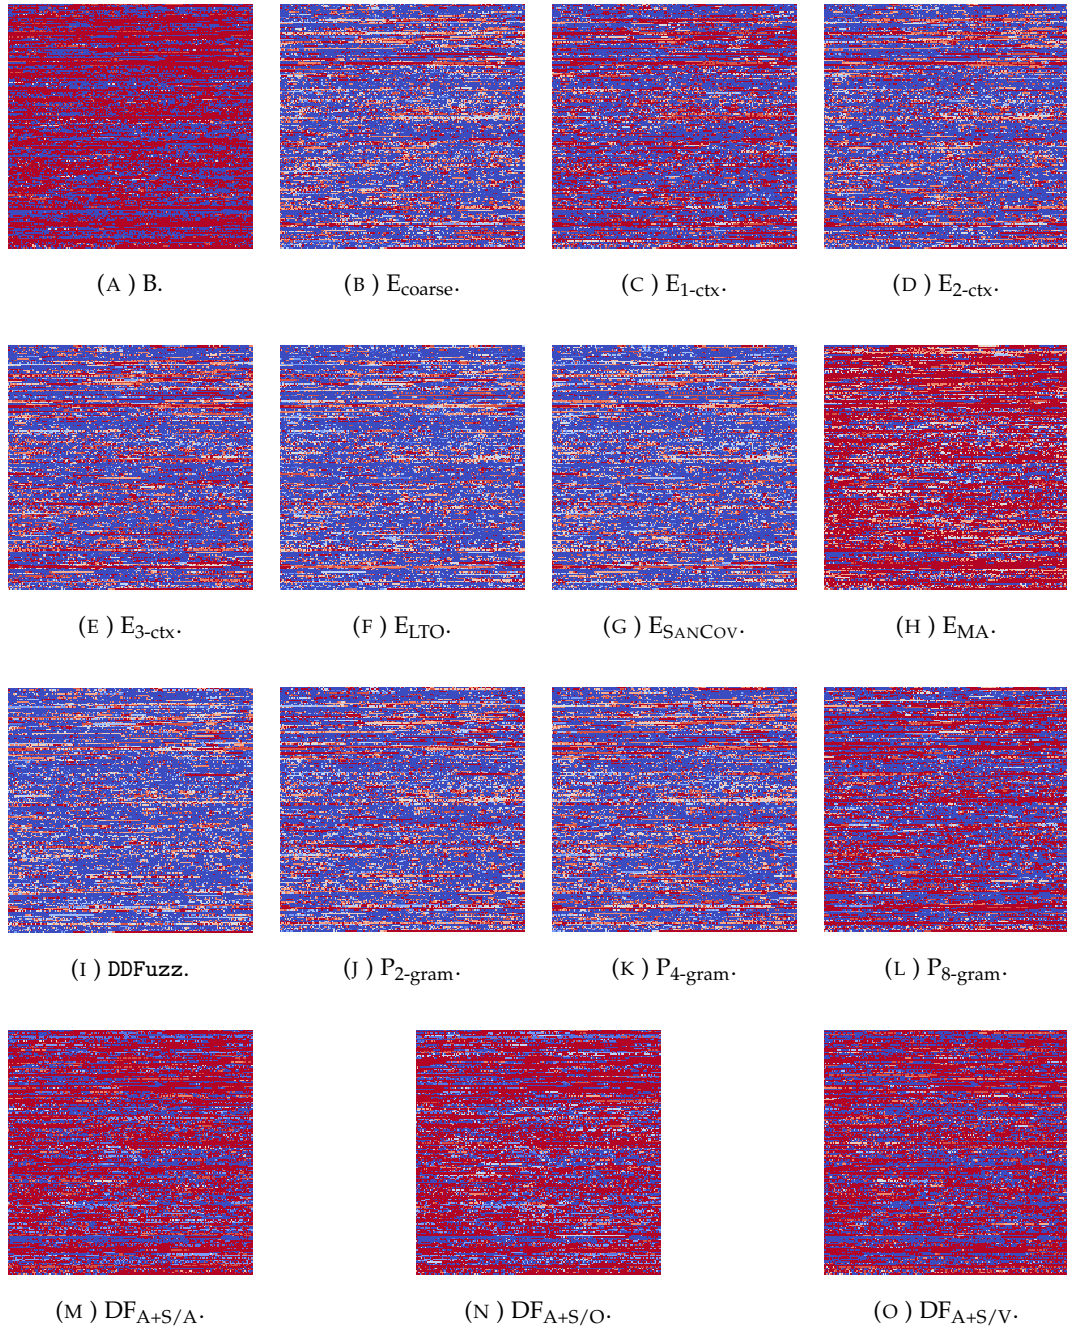 (A) B.
(B) E_coarse.
(C) E_1-ctx.
(D) E_2-ctx.
(E) E_3-ctx.
(F) E_LTO.
(G) E_SANCOV.
(H) E_MA.
(I) DDFuzz.
(J) P_2-gram.
(K) P_4-gram.
(L) P_8-gram.
(M) DF_A+S/A.
(N) DF_A+S/O.
(O) DF_A+S/V.